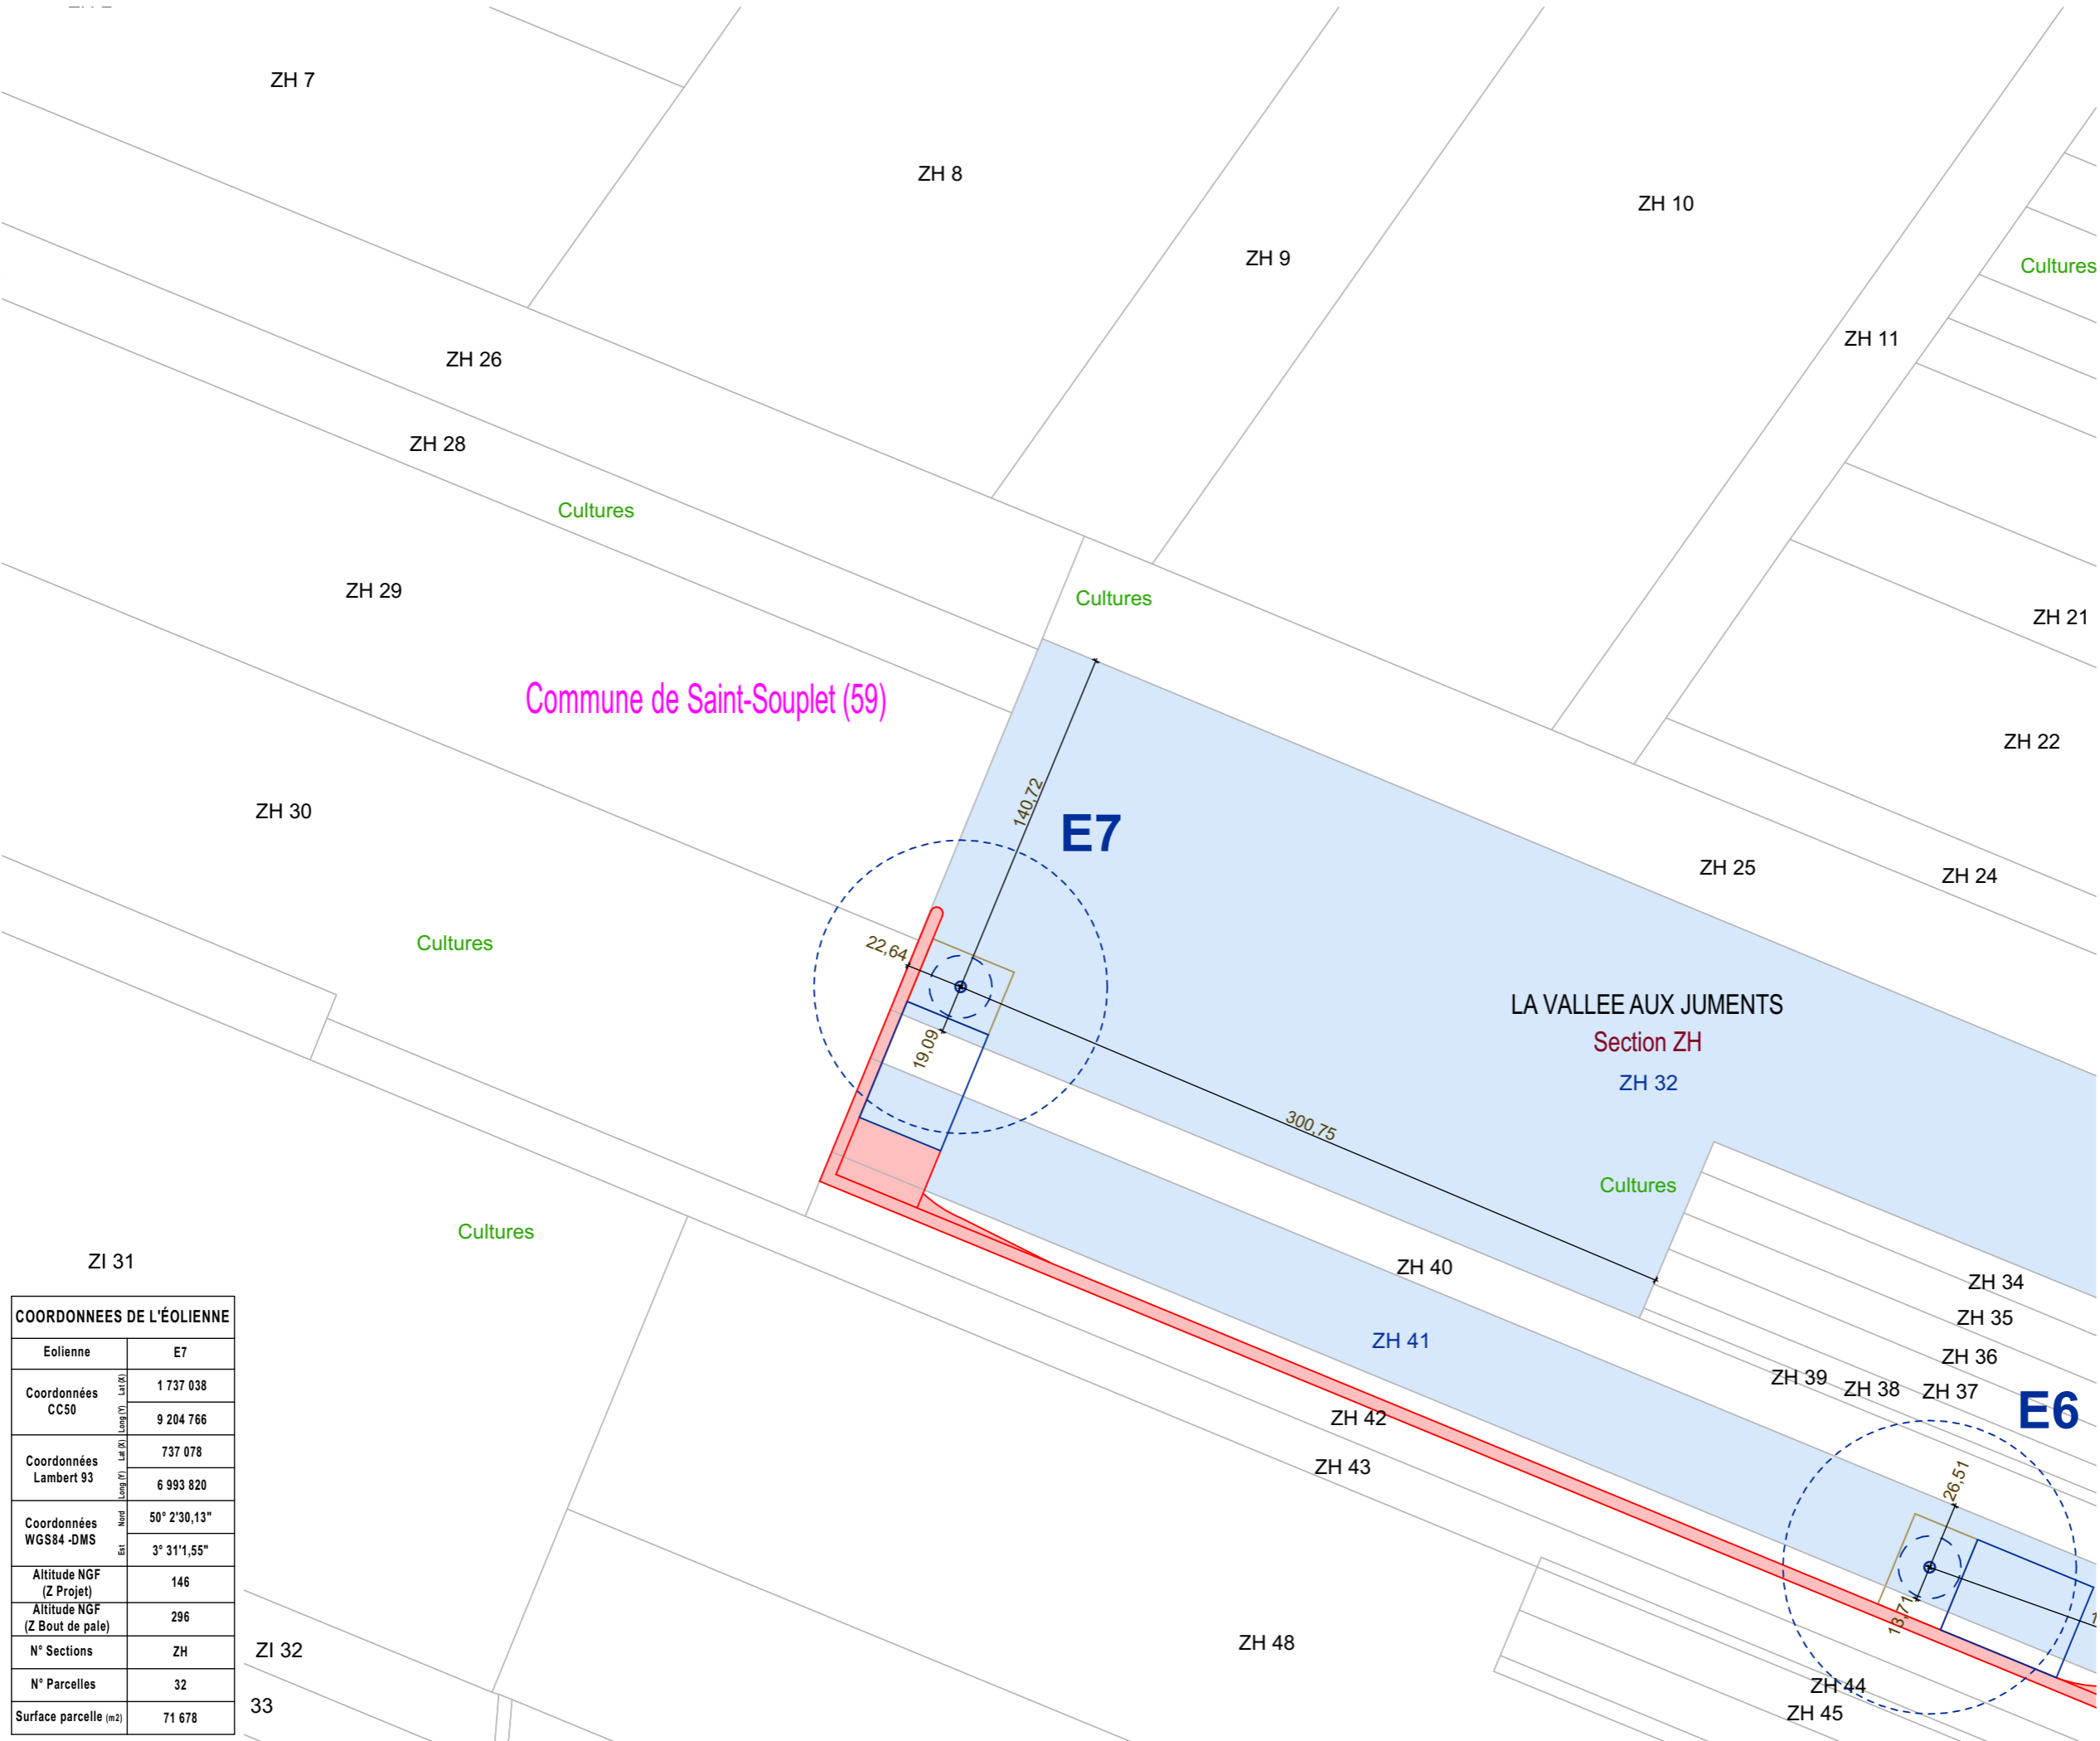 ZH 7
ZH 8
ZH 10
ZH 9
Cultures
ZH 11
ZH 26
ZH 28
Cultures
ZH 29
Cultures
ZH 21
Commune de Saint-Souplet (59)
ZH 22
140,72
E7
ZH 30
ZH 25
ZH 24
Cultures
22,64
LA VALLEE AUX JUMENTS
Section ZH
ZH 32
19,09
300,75
Cultures
Cultures
ZI 31
ZH 40
ZH 34
ZH 35
ZH 41
ZH 36
ZH 39
ZH 38
ZH 37
E6
ZH 42
ZH 43
26,51
13,71
ZH 48
ZH 44
ZH 45
ZI 32
33
COORDONNEES DE L'ÉOLIENNE
Eolienne E7
Coordonnées CC50
Lat (X) 1 737 038
Long (Y) 9 204 766
Coordonnées Lambert 93
Lat (X) 737 078
Long (Y) 6 993 820
Coordonnées WGS84 -DMS
Nord 50° 2'30,13"
Est 3° 31'1,55"
Altitude NGF (Z Projet) 146
Altitude NGF (Z Bout de pale) 296
N° Sections ZH
N° Parcelles 32
Surface parcelle (m2) 71 678